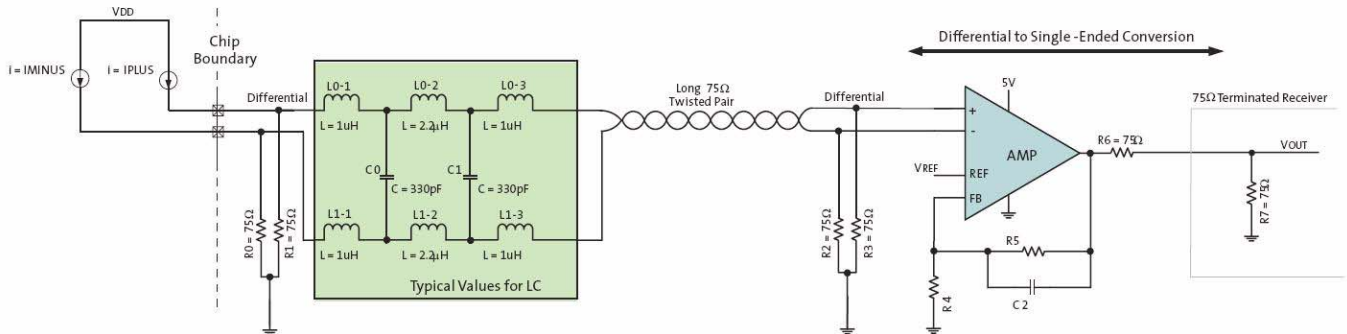 VDD
i = IMINUS
i = IPLUS
Chip
Boundary
Differential
L0-1
L = 1uH
L0-2
L = 2.2µH
L0-3
L = 1uH
C0
C1
C = 330pF
C = 330pF
L1-1
L = 1uH
L1-2
L = 2.2µH
L1-3
L = 1uH
Typical Values for LC
R0 = 75Ω
R1 = 75Ω
Long 75Ω
Twisted Pair
Differential
R2 = 75Ω
R3 = 75Ω
Differential to Single -Ended Conversion
5V
+
-
AMP
VREF
REF
FB
R4
R5
C2
R6 = 75Ω
75Ω Terminated Receiver
VOUT
R7 = 75Ω